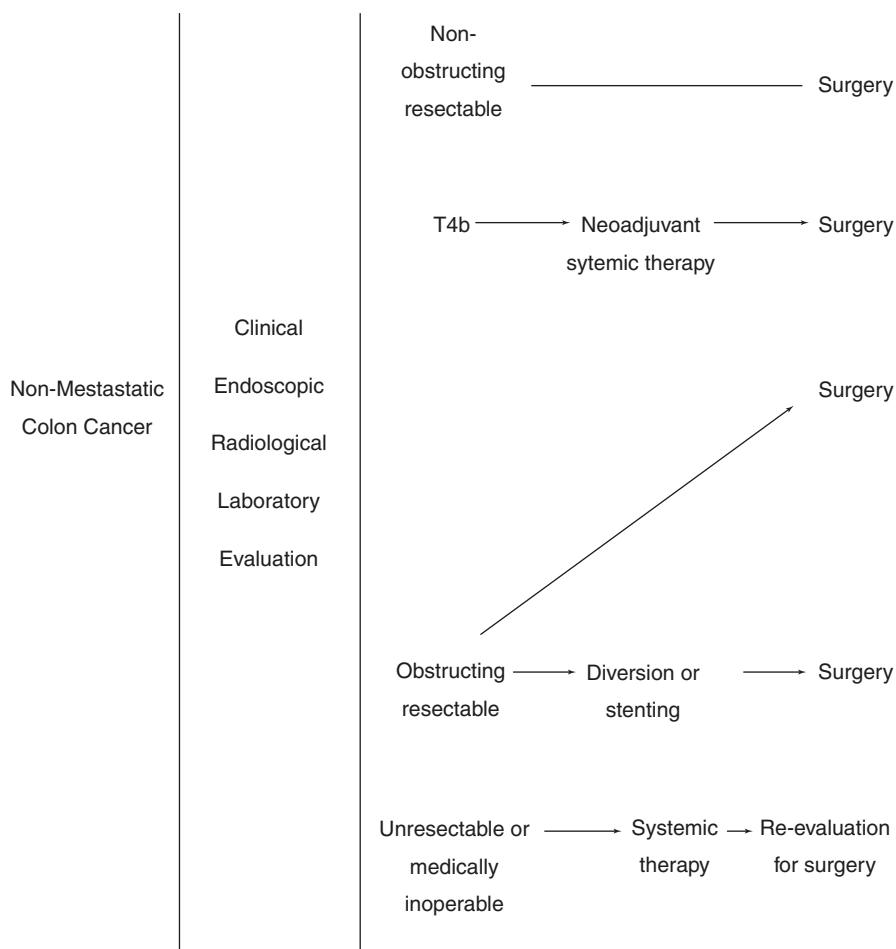 Non-Mestastatic
Colon Cancer
Clinical
Endoscopic
Radiological
Laboratory
Evaluation
Non-
obstructing
resectable
Surgery
T4b
Neoadjuvant
sytemic therapy
Surgery
Surgery
Obstructing
resectable
Diversion or
stenting
Surgery
Unresectable or
medically
inoperable
Systemic
therapy
Re-evaluation
for surgery